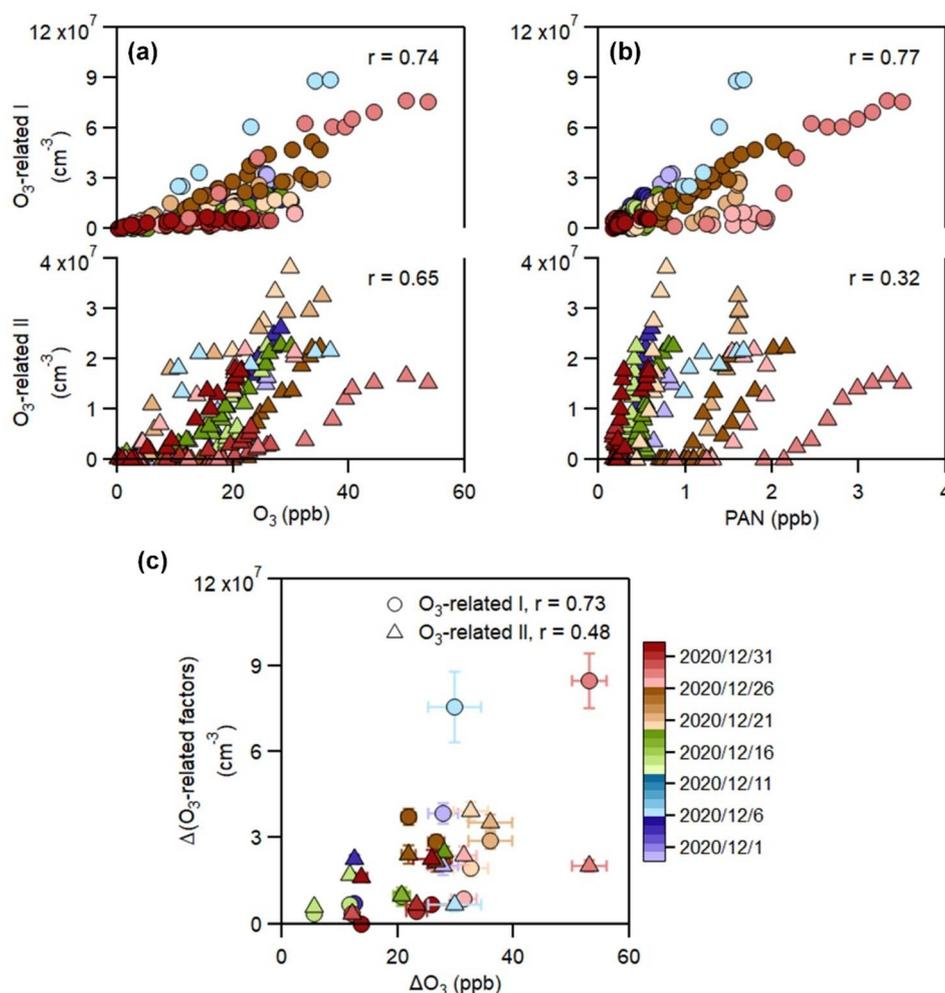 12 x10⁷
(a)
r = 0.74
9
6
3
0
O₃-related I
(cm⁻³)
12 x10⁷
(b)
r = 0.77
9
6
3
0
4 x10⁷
r = 0.65
3
2
1
0
O₃-related II
(cm⁻³)
0 20 40 60
O₃ (ppb)
4 x10⁷
r = 0.32
3
2
1
0
0 1 2 3 4
PAN (ppb)
(c)
12 x10⁷
O₃-related I, r = 0.73
O₃-related II, r = 0.48
9
6
3
0
Δ(O₃-related factors)
(cm⁻³)
0 20 40 60
ΔO₃ (ppb)
2020/12/31
2020/12/26
2020/12/21
2020/12/16
2020/12/11
2020/12/6
2020/12/1